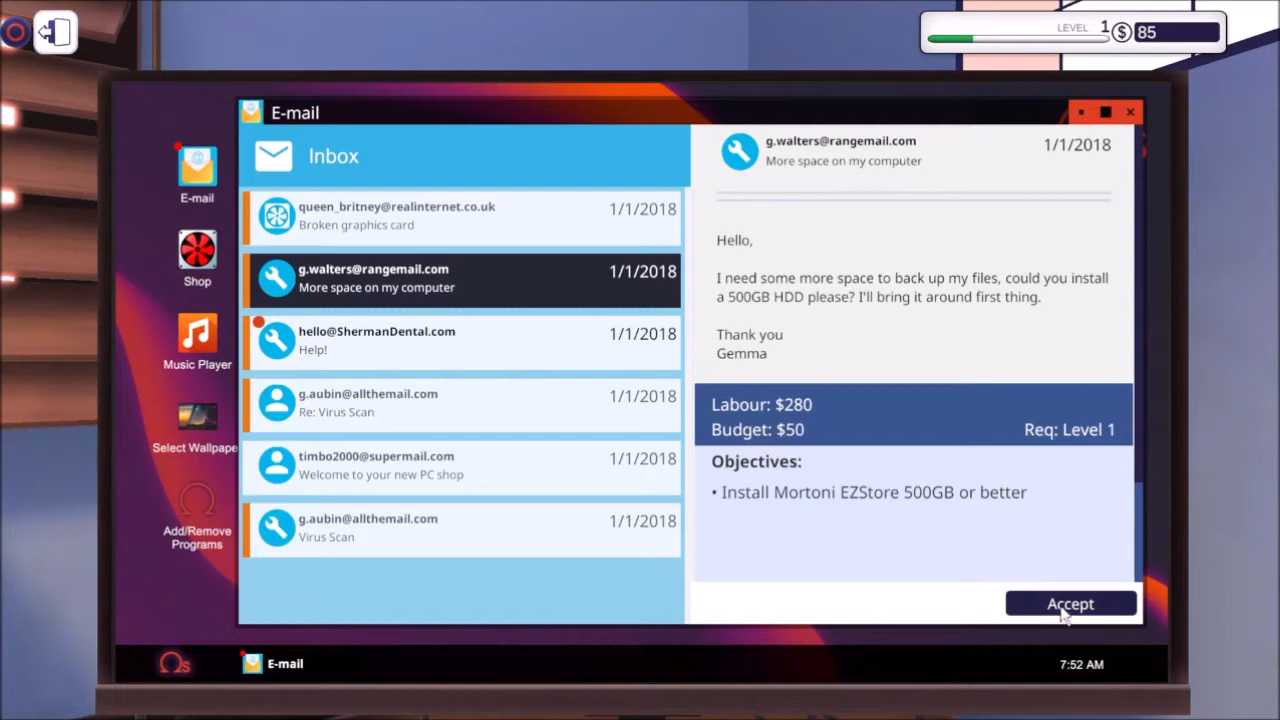 LEVEL 1
$ 85
E-mail
E-mail
Shop
Music Player
Select Wallpape
Add/Remove
Programs
Inbox
queen_britney@realinternet.co.uk 1/1/2018
Broken graphics card
g.walters@rangemail.com 1/1/2018
More space on my computer
hello@ShermanDental.com 1/1/2018
Help!
g.aubin@allthemail.com 1/1/2018
Re: Virus Scan
timbo2000@supermail.com 1/1/2018
Welcome to your new PC shop
g.aubin@allthemail.com 1/1/2018
Virus Scan
g.walters@rangemail.com 1/1/2018
More space on my computer
Hello,
I need some more space to back up my files, could you install
a 500GB HDD please? I'll bring it around first thing.
Thank you
Gemma
Labour: $280
Budget: $50 Req: Level 1
Objectives:
• Install Mortoni EZStore 500GB or better
Accept
Ωs
E-mail
7:52 AM